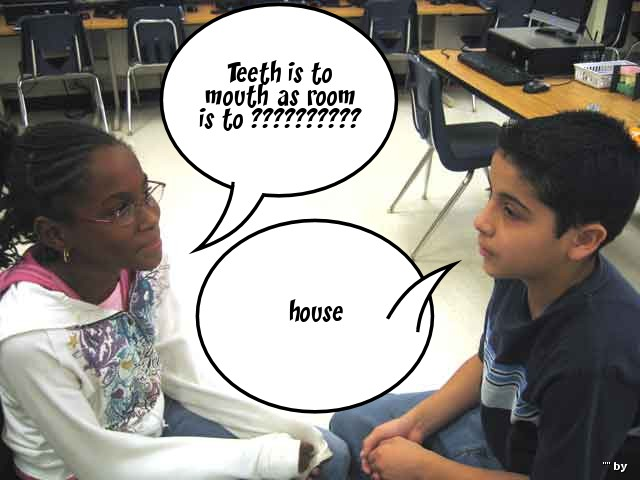 Teeth is to
mouth as room
is to ??????????
house
"" by